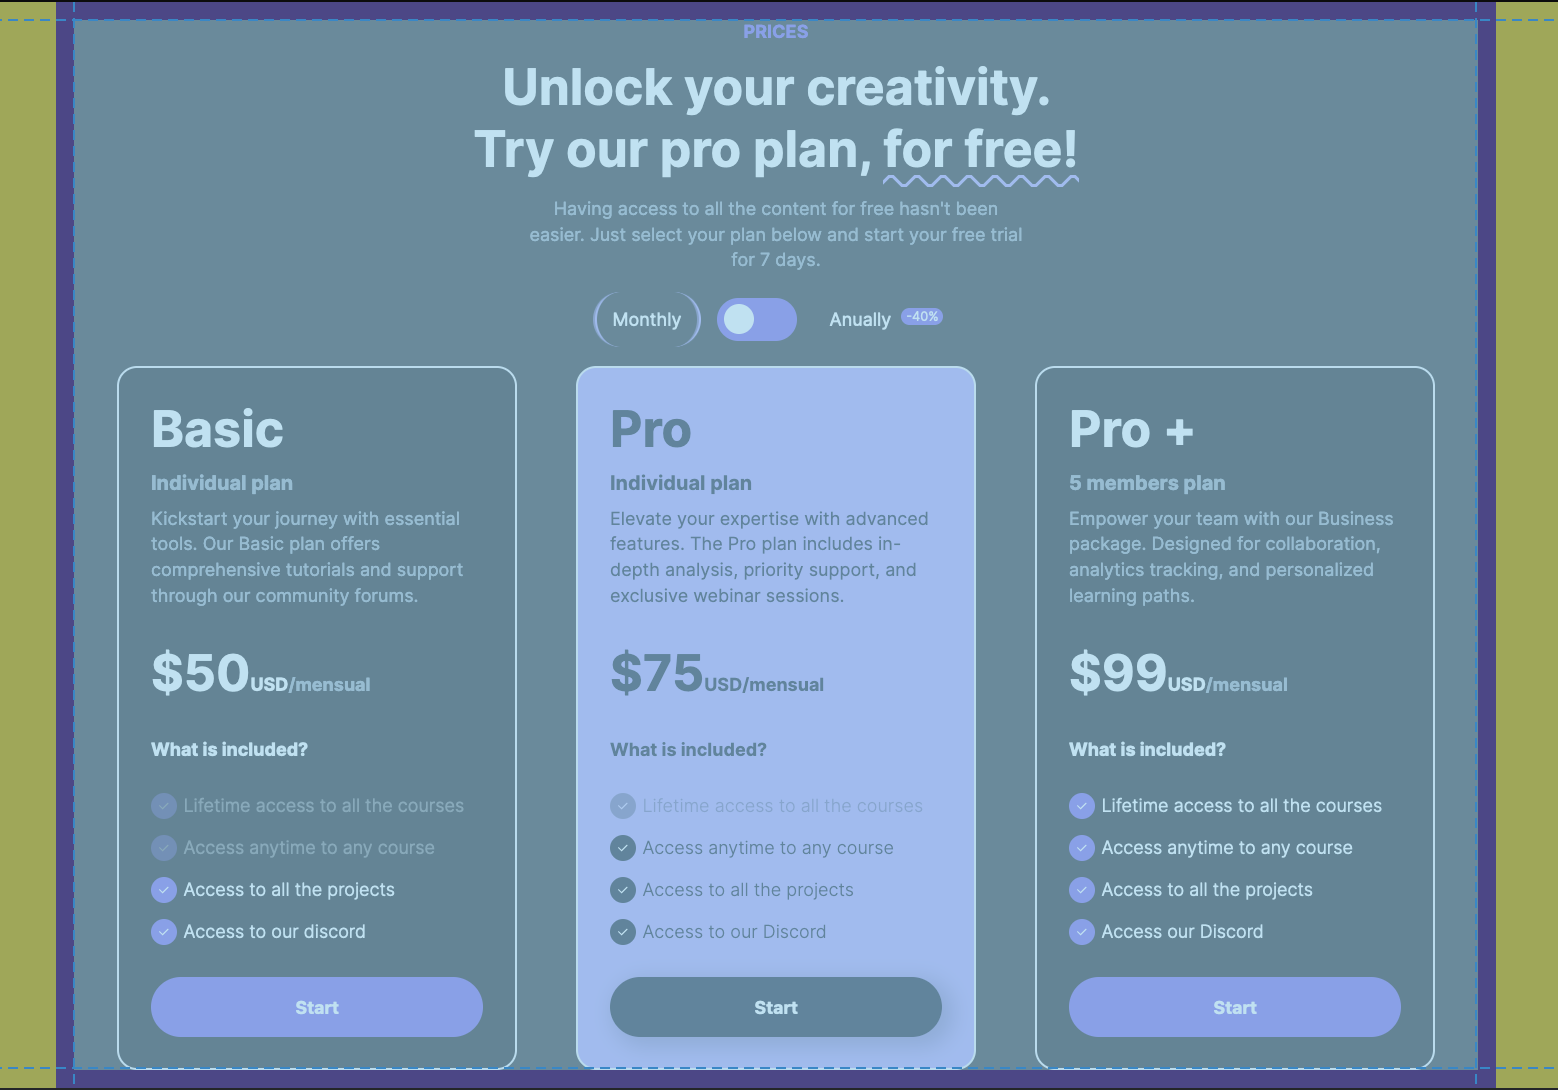 PRICES
Unlock your creativity.
Try our pro plan, for free!
Having access to all the content for free hasn't been
easier. Just select your plan below and start your free trial
for 7 days.
Monthly
Anually -40%
Basic
Individual plan
Kickstart your journey with essential
tools. Our Basic plan offers
comprehensive tutorials and support
through our community forums.
$50USD/mensual
What is included?
Lifetime access to all the courses
Access anytime to any course
Access to all the projects
Access to our discord
Start
Pro
Individual plan
Elevate your expertise with advanced
features. The Pro plan includes in-
depth analysis, priority support, and
exclusive webinar sessions.
$75USD/mensual
What is included?
Lifetime access to all the courses
Access anytime to any course
Access to all the projects
Access to our Discord
Start
Pro +
5 members plan
Empower your team with our Business
package. Designed for collaboration,
analytics tracking, and personalized
learning paths.
$99USD/mensual
What is included?
Lifetime access to all the courses
Access anytime to any course
Access to all the projects
Access our Discord
Start